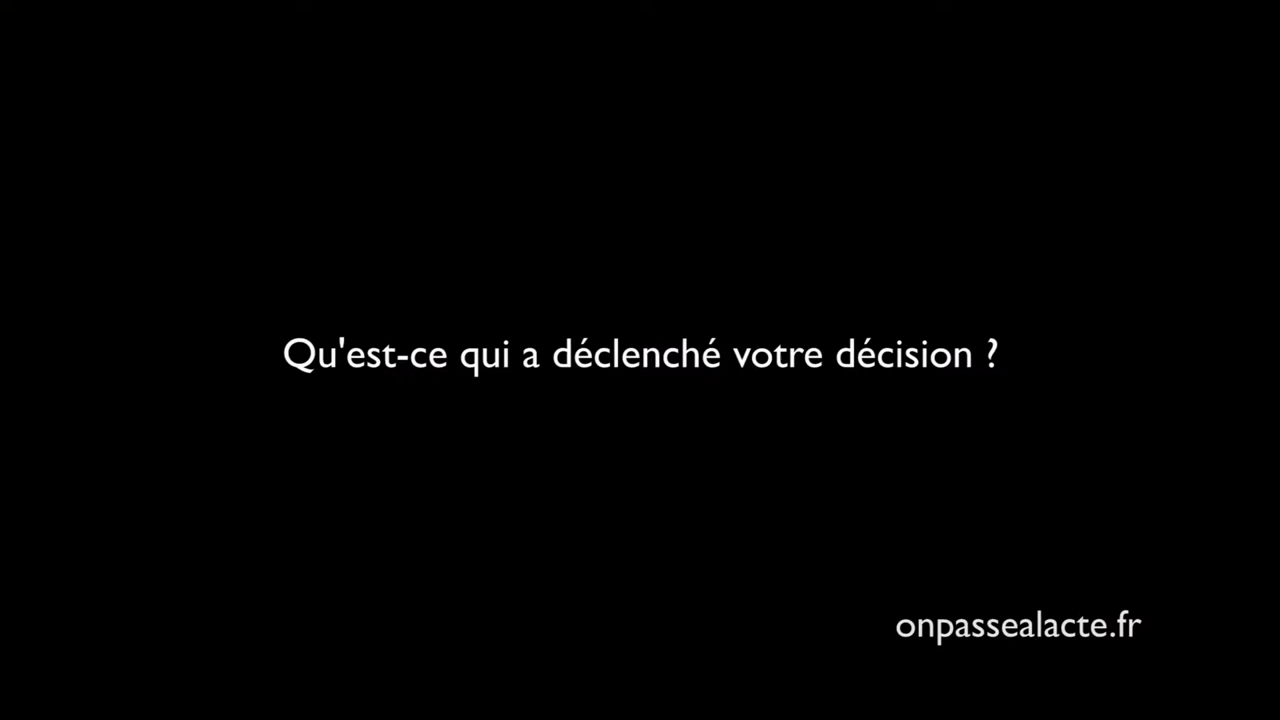 Qu'est-ce qui a déclenché votre décision ?
onpassealacte.fr